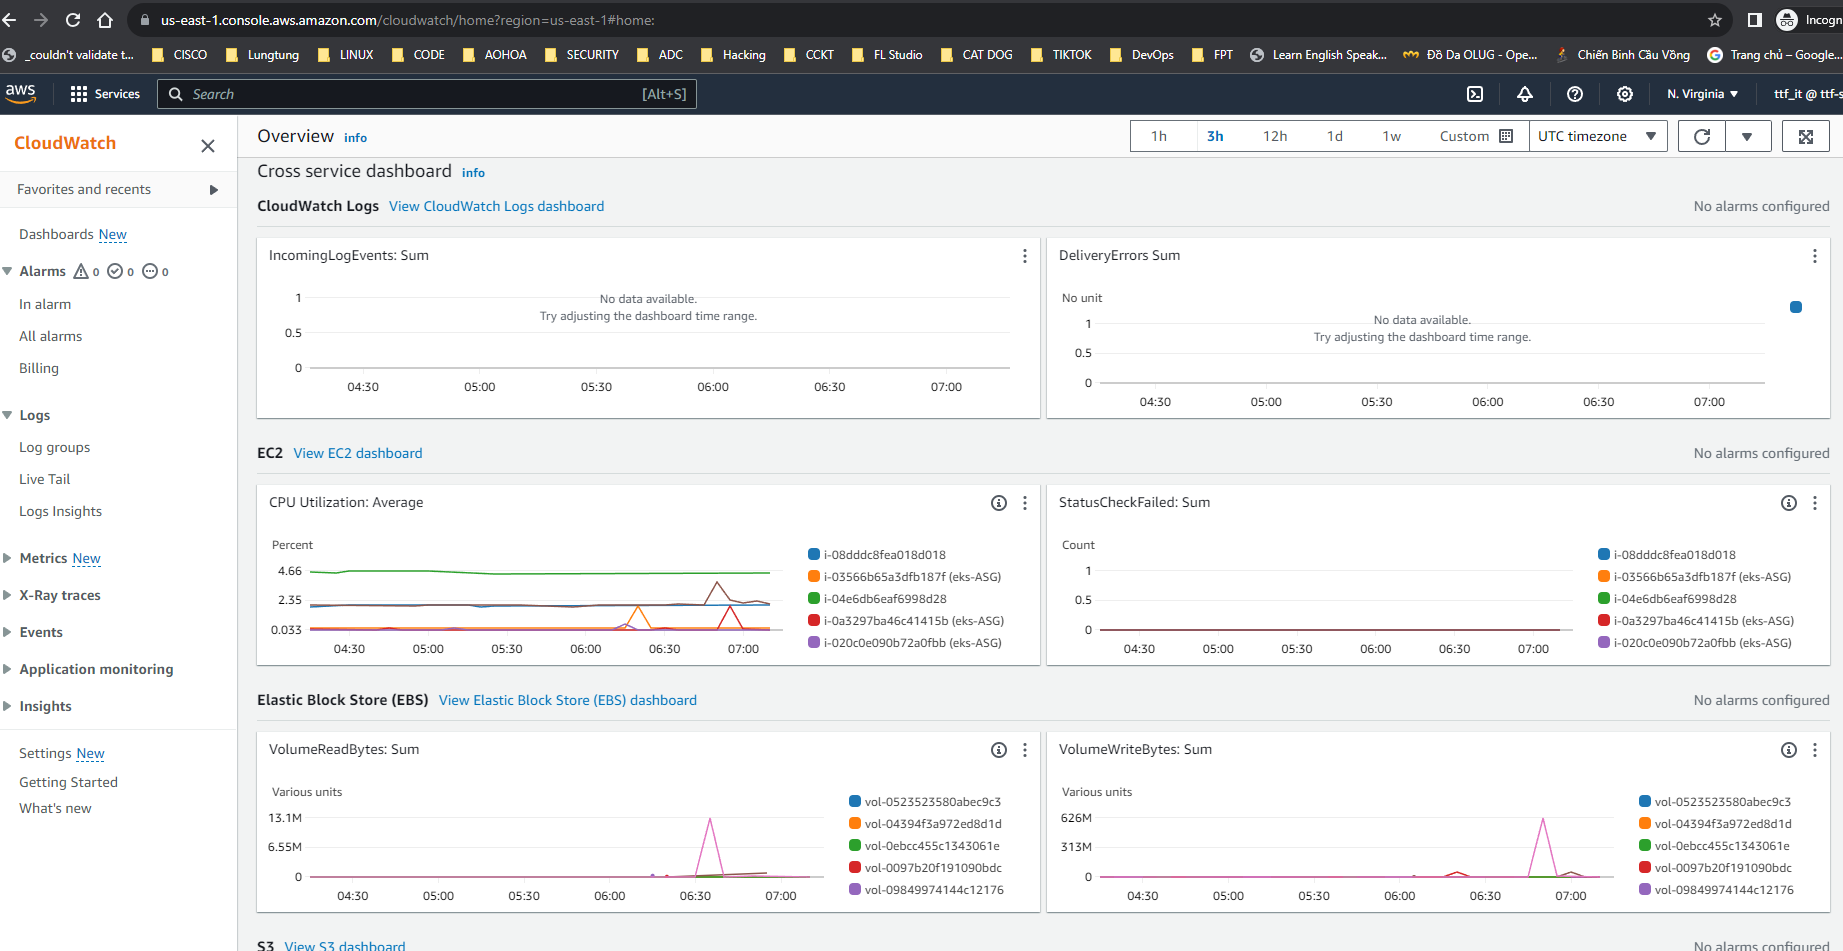 us-east-1.console.aws.amazon.com/cloudwatch/home?region=us-east-1#home:
Incogn
_couldn't validate t...
CISCO
Lungtung
LINUX
CODE
AOHOA
SECURITY
ADC
Hacking
CCKT
FL Studio
CAT DOG
TIKTOK
DevOps
FPT
Learn English Speak...
Đồ Da OLUG - Ope...
Chiến Binh Cầu Vồng
Trang chủ – Google...
aws
Services
Search
[Alt+S]
N. Virginia
ttf_it @ ttf-s
CloudWatch
Favorites and recents
Dashboards New
Alarms 0 0 0
In alarm
All alarms
Billing
Logs
Log groups
Live Tail
Logs Insights
Metrics New
X-Ray traces
Events
Application monitoring
Insights
Settings New
Getting Started
What's new
Overview info
1h 3h 12h 1d 1w Custom
UTC timezone
Cross service dashboard info
CloudWatch Logs View CloudWatch Logs dashboard
No alarms configured
IncomingLogEvents: Sum
1
No data available.
Try adjusting the dashboard time range.
0.5
0
04:30 05:00 05:30 06:00 06:30 07:00
DeliveryErrors Sum
No unit
1
No data available.
Try adjusting the dashboard time range.
0.5
0
04:30 05:00 05:30 06:00 06:30 07:00
EC2 View EC2 dashboard
No alarms configured
CPU Utilization: Average
Percent
4.66
2.35
0.033
04:30 05:00 05:30 06:00 06:30 07:00
i-08dddc8fea018d018
i-03566b65a3dfb187f (eks-ASG)
i-04e6db6eaf6998d28
i-0a3297ba46c41415b (eks-ASG)
i-020c0e090b72a0fbb (eks-ASG)
StatusCheckFailed: Sum
Count
1
0.5
0
04:30 05:00 05:30 06:00 06:30 07:00
i-08dddc8fea018d018
i-03566b65a3dfb187f (eks-ASG)
i-04e6db6eaf6998d28
i-0a3297ba46c41415b (eks-ASG)
i-020c0e090b72a0fbb (eks-ASG)
Elastic Block Store (EBS) View Elastic Block Store (EBS) dashboard
No alarms configured
VolumeReadBytes: Sum
Various units
13.1M
6.55M
0
04:30 05:00 05:30 06:00 06:30 07:00
vol-0523523580abec9c3
vol-04394f3a972ed8d1d
vol-0ebcc455c1343061e
vol-0097b20f191090bdc
vol-09849974144c12176
VolumeWriteBytes: Sum
Various units
626M
313M
0
04:30 05:00 05:30 06:00 06:30 07:00
vol-0523523580abec9c3
vol-04394f3a972ed8d1d
vol-0ebcc455c1343061e
vol-0097b20f191090bdc
vol-09849974144c12176
S3 View S3 dashboard
No alarms configured